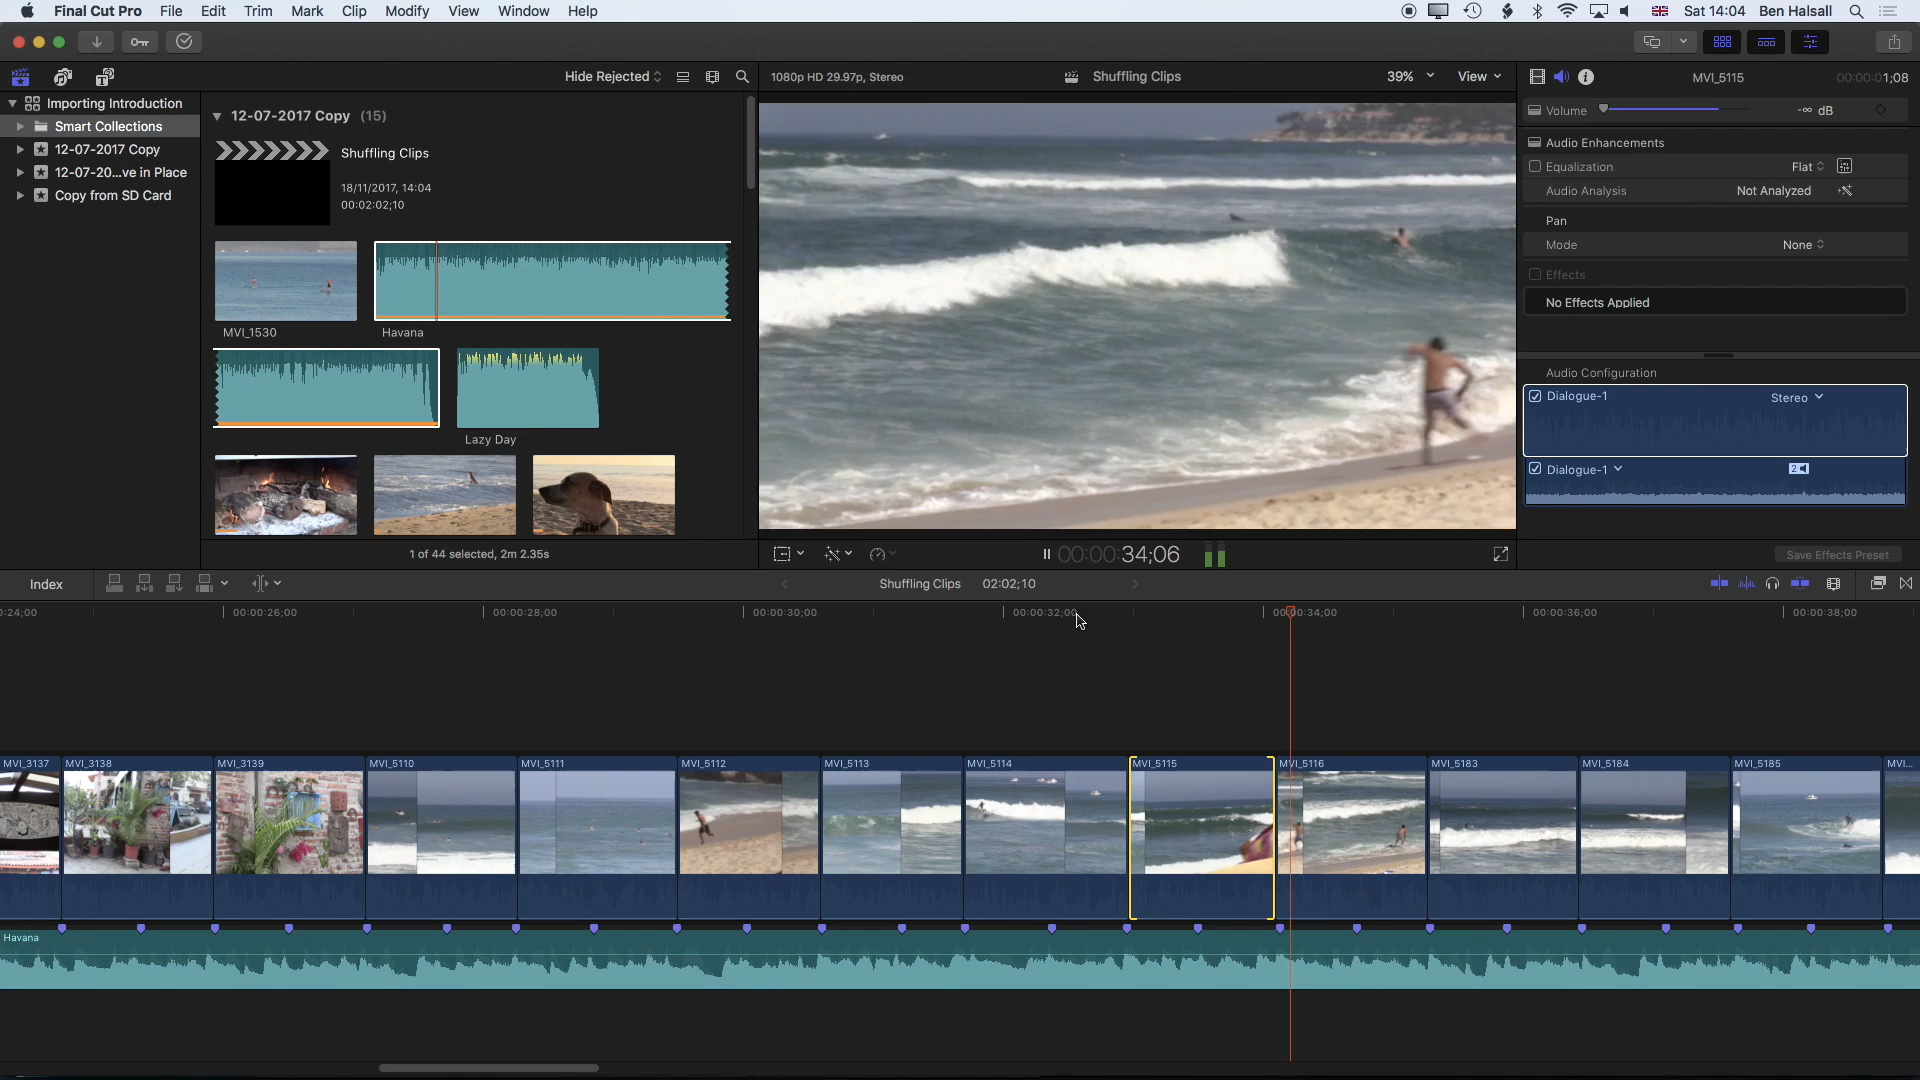 Final Cut Pro File Edit Trim Mark Clip Modify View Window Help Sat 14:04 Ben Halsall
Hide Rejected
1080p HD 29.97p, Stereo Shuffling Clips 39% View
MVI_5115 00:00:01;08
Importing Introduction
Smart Collections
12-07-2017 Copy
12-07-20...ve in Place
Copy from SD Card
12-07-2017 Copy (15)
Shuffling Clips
18/11/2017, 14:04
00:02:02;10
MVI_1530 Havana
Lazy Day
1 of 44 selected, 2m 2.35s
00:00:34;06
Volume -∞ dB
Audio Enhancements
Equalization Flat
Audio Analysis Not Analyzed
Pan
Mode None
Effects
No Effects Applied
Audio Configuration
Dialogue-1 Stereo
Dialogue-1 2
Save Effects Preset
Index Shuffling Clips 02:02;10
0:24;00 00:00:26;00 00:00:28;00 00:00:30;00 00:00:32;00 00:00:34;00 00:00:36;00 00:00:38;00
MVI_3137 MVI_3138 MVI_3139 MVI_5110 MVI_5111 MVI_5112 MVI_5113 MVI_5114 MVI_5115 MVI_5116 MVI_5183 MVI_5184 MVI_5185 MVI...
Havana